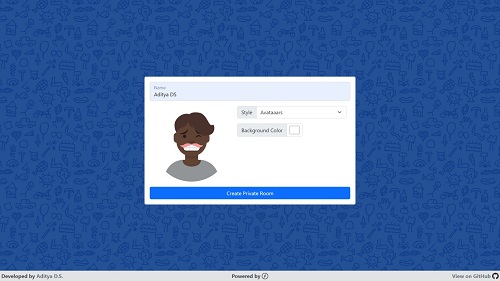 Name
Aditya DS
Style Avataaars
Background Color
Create Private Room
Developed by Aditya D.S. Powered by View on GitHub